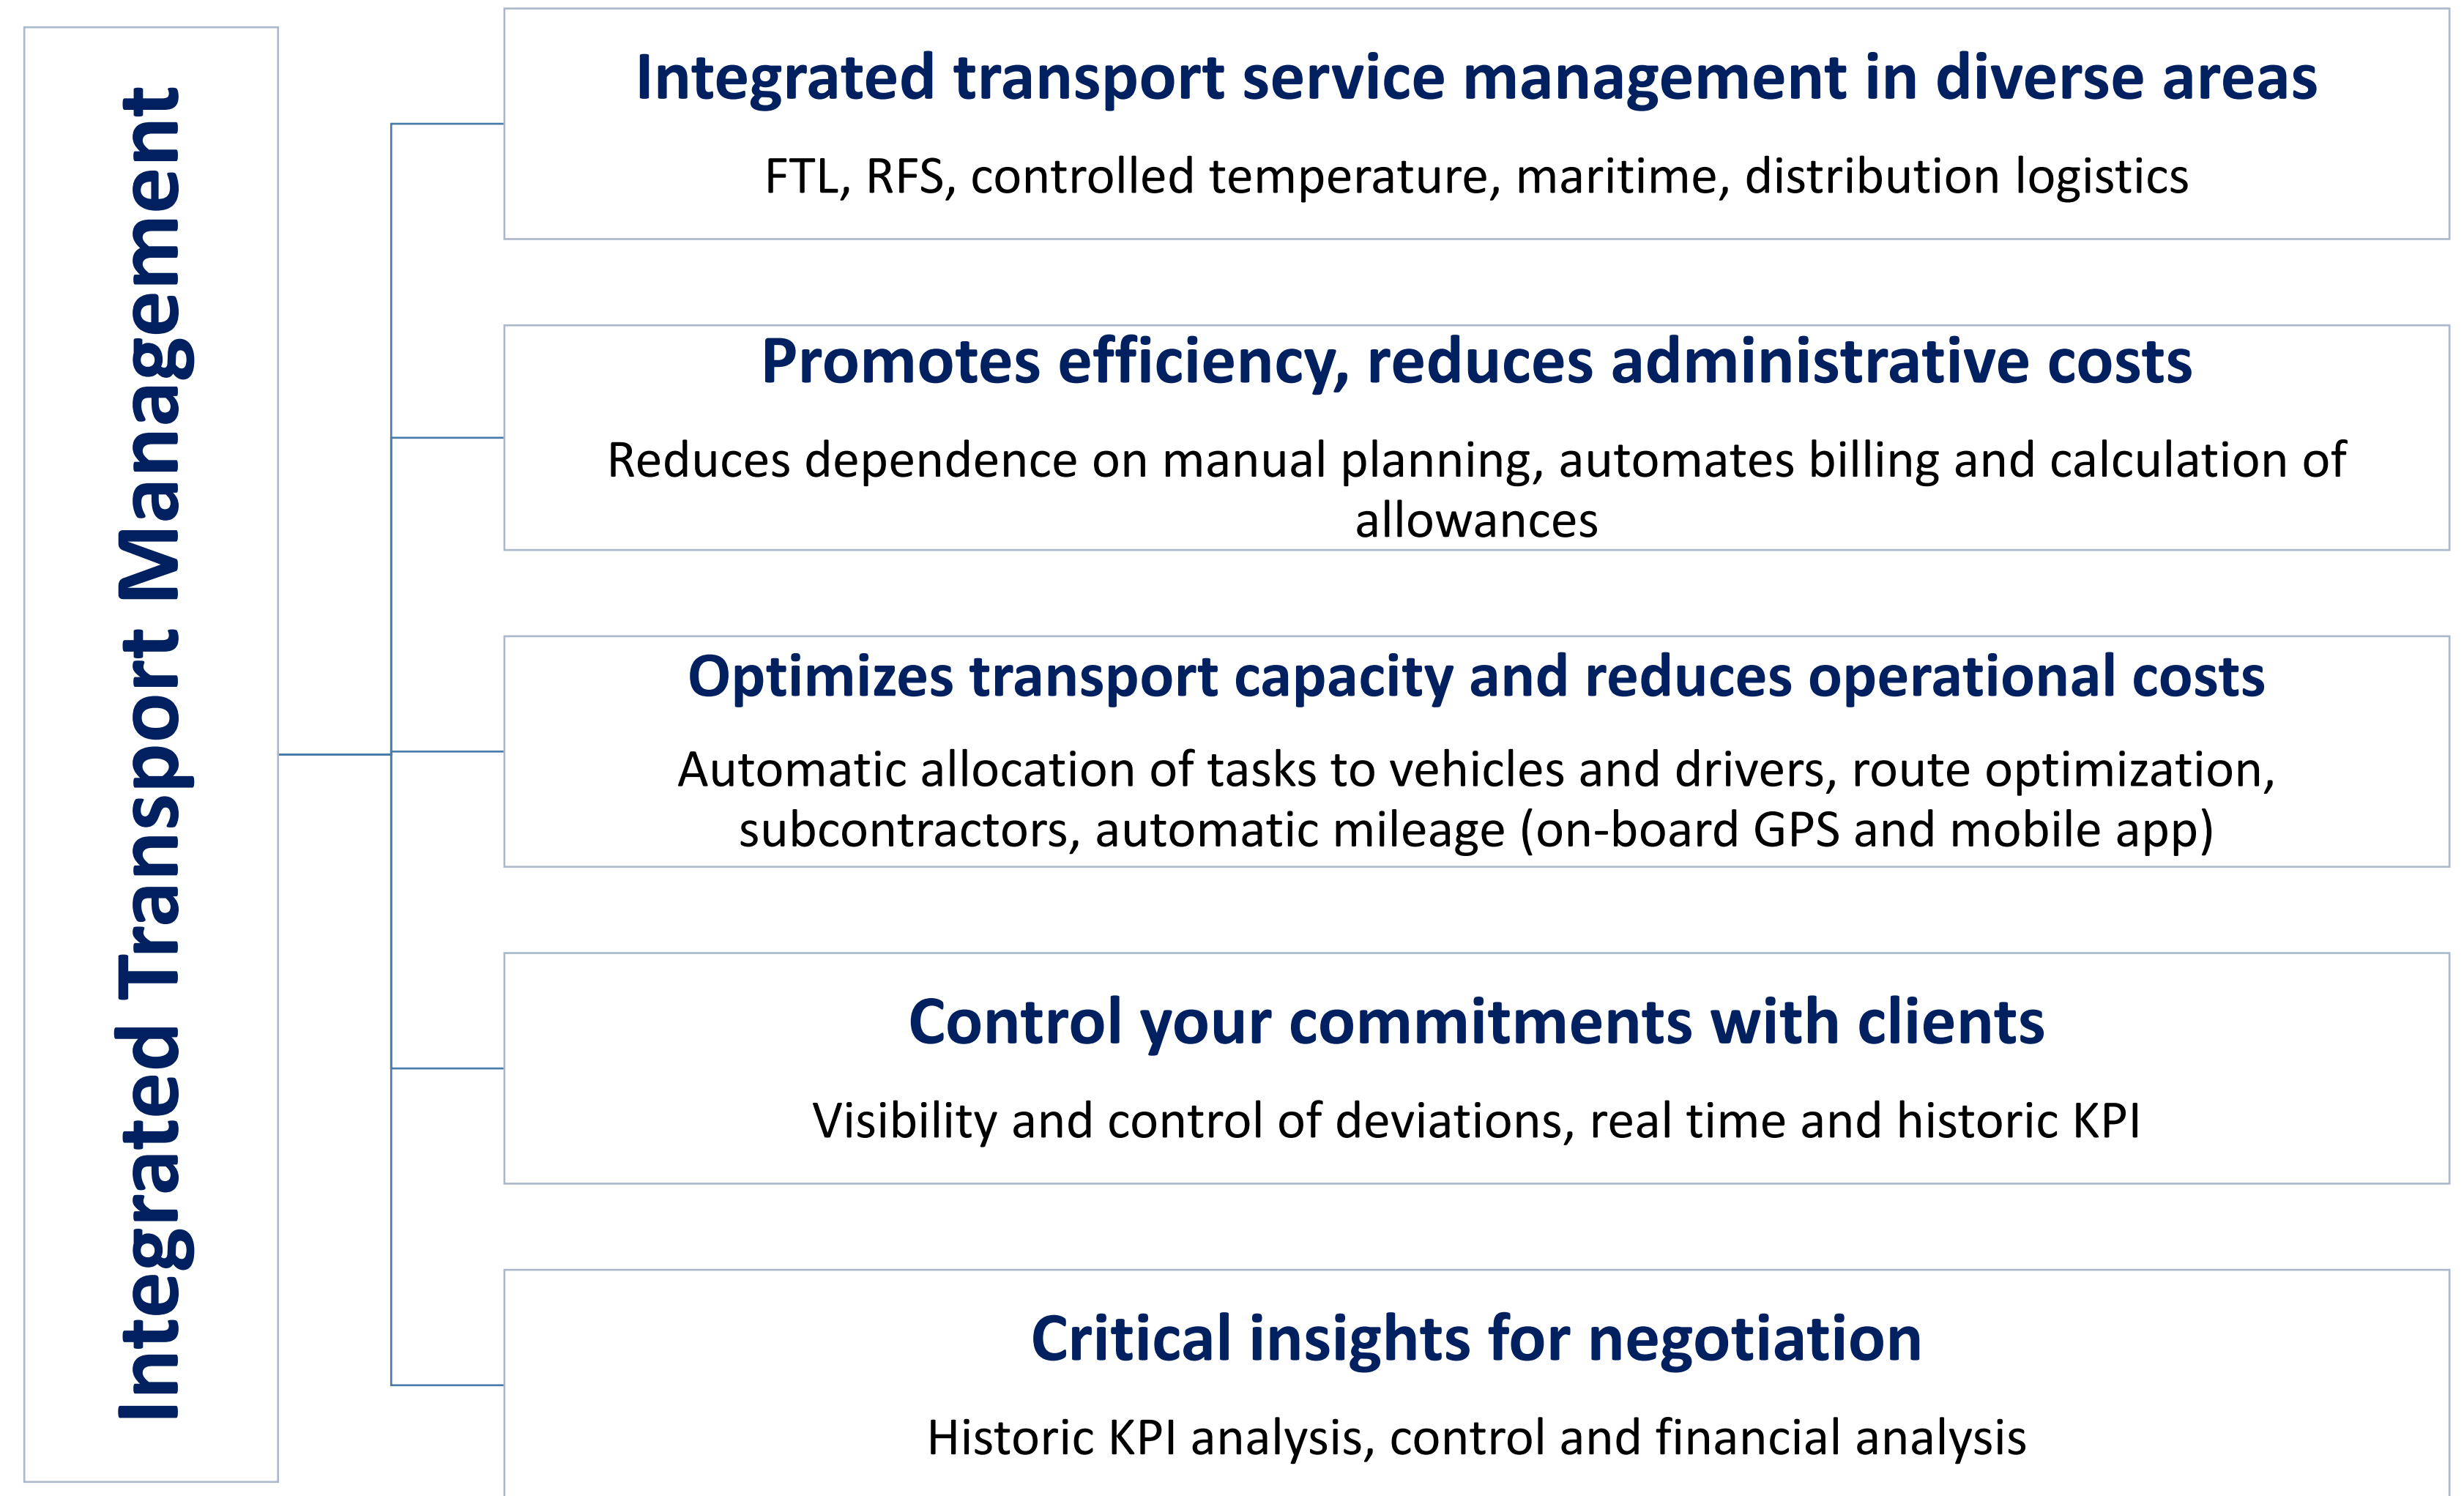 Integrated Transport Management
Integrated transport service management in diverse areas
FTL, RFS, controlled temperature, maritime, distribution logistics
Promotes efficiency, reduces administrative costs
Reduces dependence on manual planning, automates billing and calculation of
allowances
Optimizes transport capacity and reduces operational costs
Automatic allocation of tasks to vehicles and drivers, route optimization,
subcontractors, automatic mileage (on-board GPS and mobile app)
Control your commitments with clients
Visibility and control of deviations, real time and historic KPI
Critical insights for negotiation
Historic KPI analysis, control and financial analysis